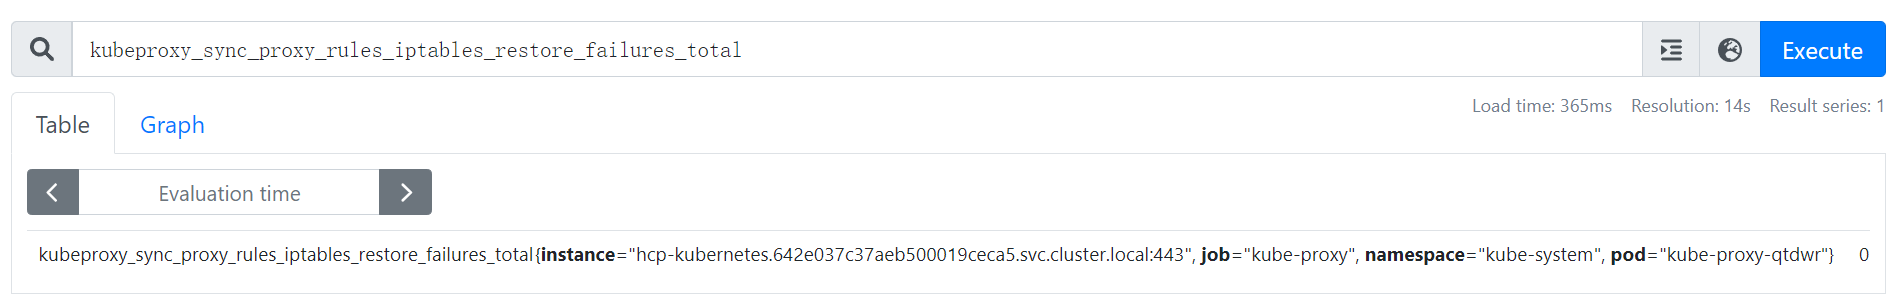 kubeproxy_sync_proxy_rules_iptables_restore_failures_total
Execute
Table
Graph
Load time: 365ms Resolution: 14s Result series: 1
Evaluation time
kubeproxy_sync_proxy_rules_iptables_restore_failures_total{instance="hcp-kubernetes.642e037c37aeb500019ceca5.svc.cluster.local:443", job="kube-proxy", namespace="kube-system", pod="kube-proxy-qtdwr"} 0